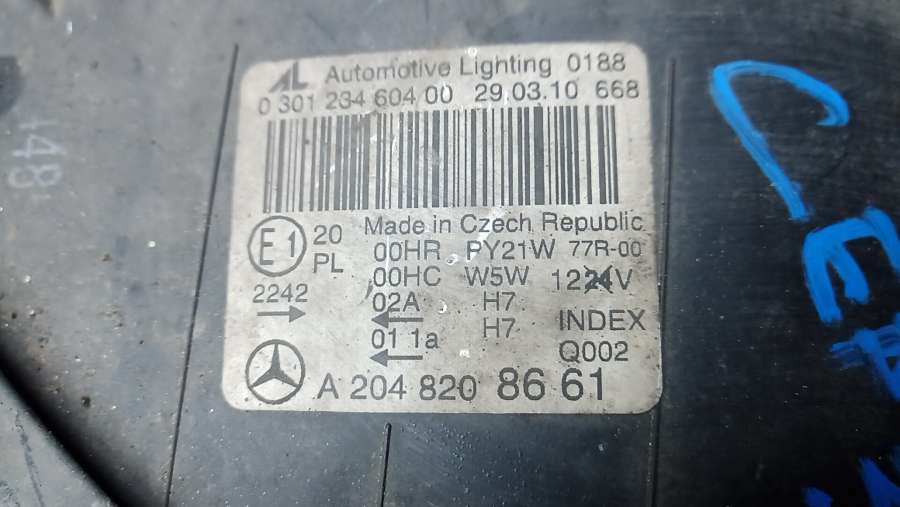 AL Automotive Lighting 0188
0 301 234 604 00 29.03.10 668
Made in Czech Republic
E1 20 00HR PY21W 77R-00
PL 00HC W5W 1224V
2242 02A H7
01 1a H7 INDEX
Q002
A 204 820 86 61
148